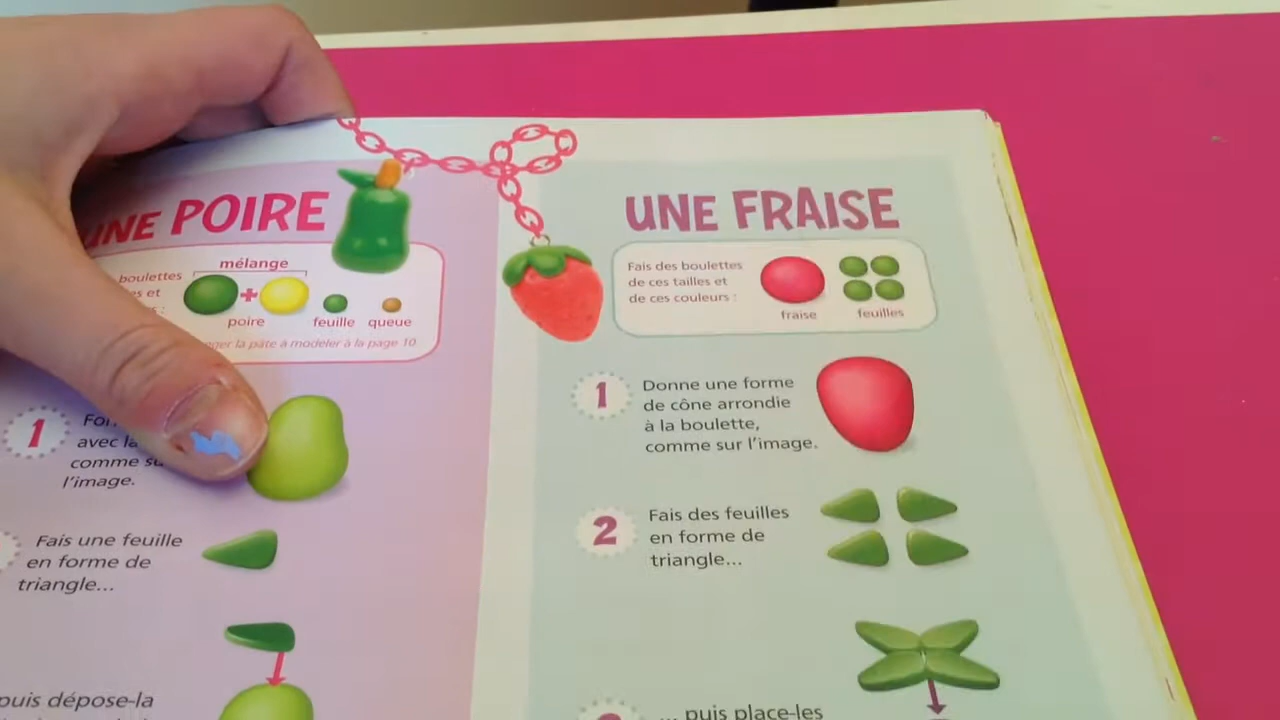 UNE POIRE
boulettes
es et
mélange
poire
feuille
queue
la pâte à modeler à la page 10
1
avec la
comme
l'image.
Fais une feuille
en forme de
triangle...
puis dépose-la
UNE FRAISE
Fais des boulettes
de ces tailles et
de ces couleurs :
fraise
feuilles
1
Donne une forme
de cône arrondie
à la boulette,
comme sur l'image.
2
Fais des feuilles
en forme de
triangle...
... puis place-les